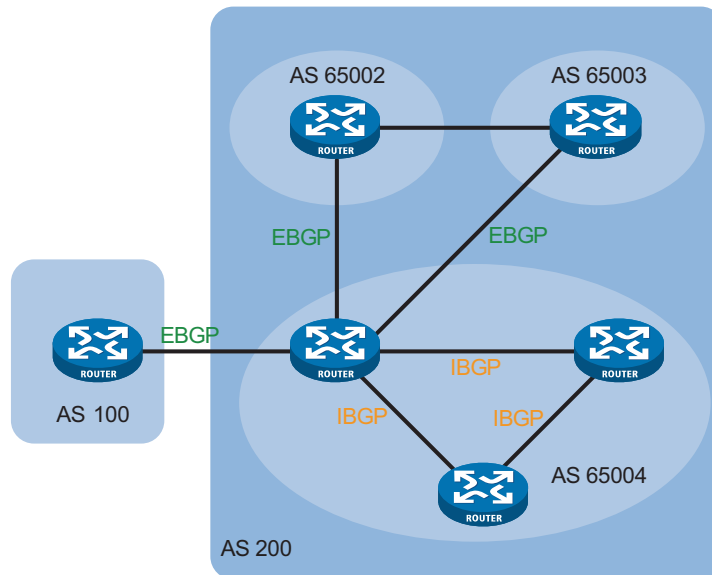 AS 65002
AS 65003
ROUTER
ROUTER
EBGP
EBGP
EBGP
ROUTER
ROUTER
ROUTER
IBGP
AS 100
IBGP
IBGP
AS 65004
ROUTER
AS 200